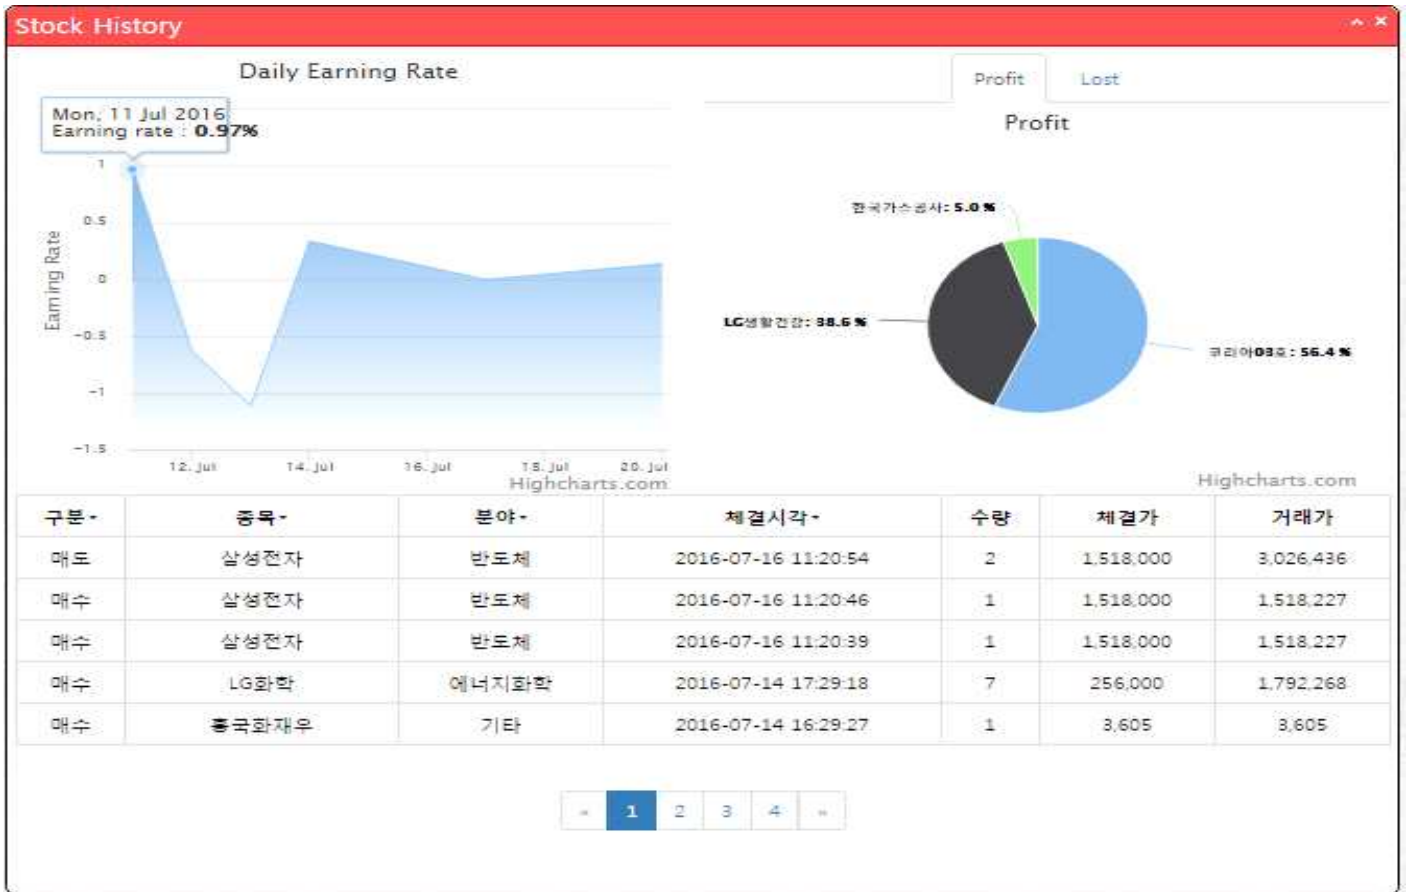 Stock History
Daily Earning Rate
Mon, 11 Jul 2016
Earning rate : 0.97%
1
0.5
0
-0.5
-1
-1.5
Earning Rate
12. Jul 14. Jul 16. Jul 18. Jul 20. Jul
Highcharts.com
Profit Lost
Profit
한국가스공사: 5.0 %
LG생활건강: 38.6 %
코리아03호: 56.4 %
Highcharts.com
구분 종목 분야 체결시각 수량 체결가 거래가
매도 삼성전자 반도체 2016-07-16 11:20:54 2 1,518,000 3,026,436
매수 삼성전자 반도체 2016-07-16 11:20:46 1 1,518,000 1,518,227
매수 삼성전자 반도체 2016-07-16 11:20:39 1 1,518,000 1,518,227
매수 LG화학 에너지화학 2016-07-14 17:29:18 7 256,000 1,792,268
매수 흥국화재우 기타 2016-07-14 16:29:27 1 3,605 3,605
« 1 2 3 4 »